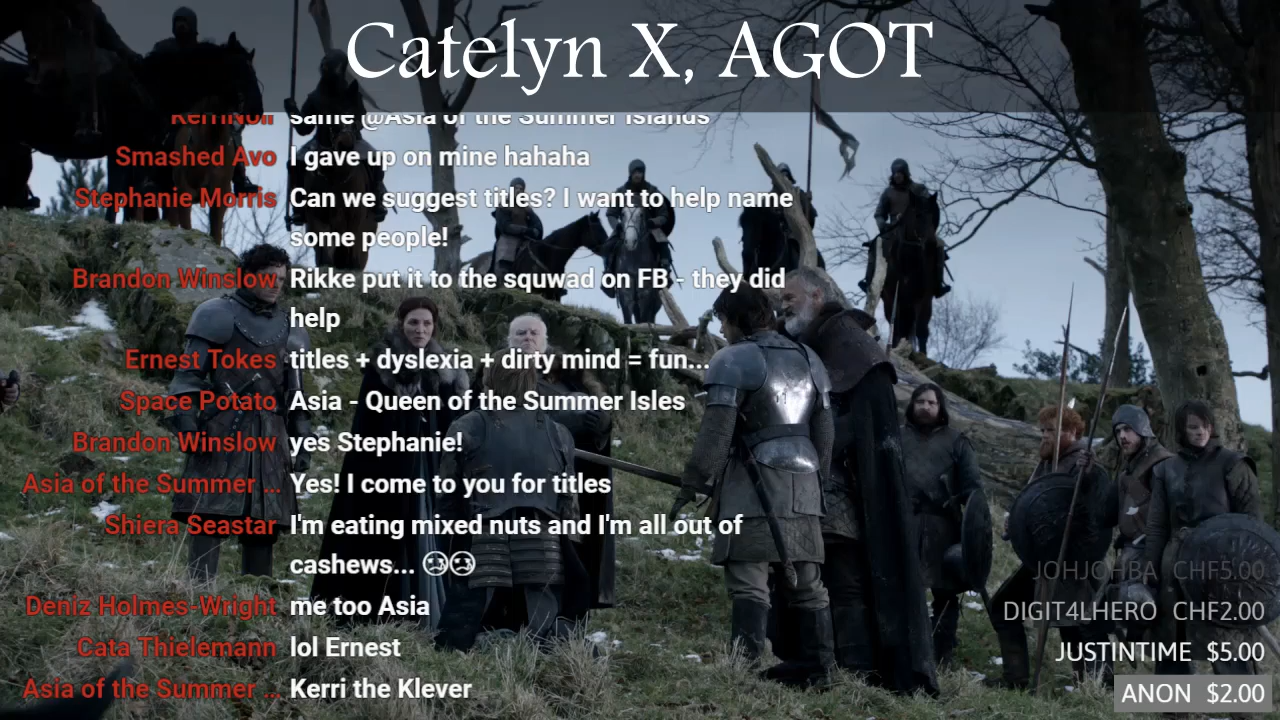 Catelyn X, AGOT
KerriNoir same @Asia of the Summer Islands
Smashed Avo I gave up on mine hahaha
Stephanie Morris Can we suggest titles? I want to help name
some people!
Brandon Winslow Rikke put it to the squwad on FB - they did
help
Ernest Tokes titles + dyslexia + dirty mind = fun...
Space Potato Asia - Queen of the Summer Isles
Brandon Winslow yes Stephanie!
Asia of the Summer ... Yes! I come to you for titles
Shiera Seastar I'm eating mixed nuts and I'm all out of
cashews... 😏😏
Deniz Holmes-Wright me too Asia
Cata Thielemann lol Ernest
Asia of the Summer ... Kerri the Klever
JOHJOHBA CHF5.00
DIGIT4LHERO CHF2.00
JUSTINTIME $5.00
ANON $2.00